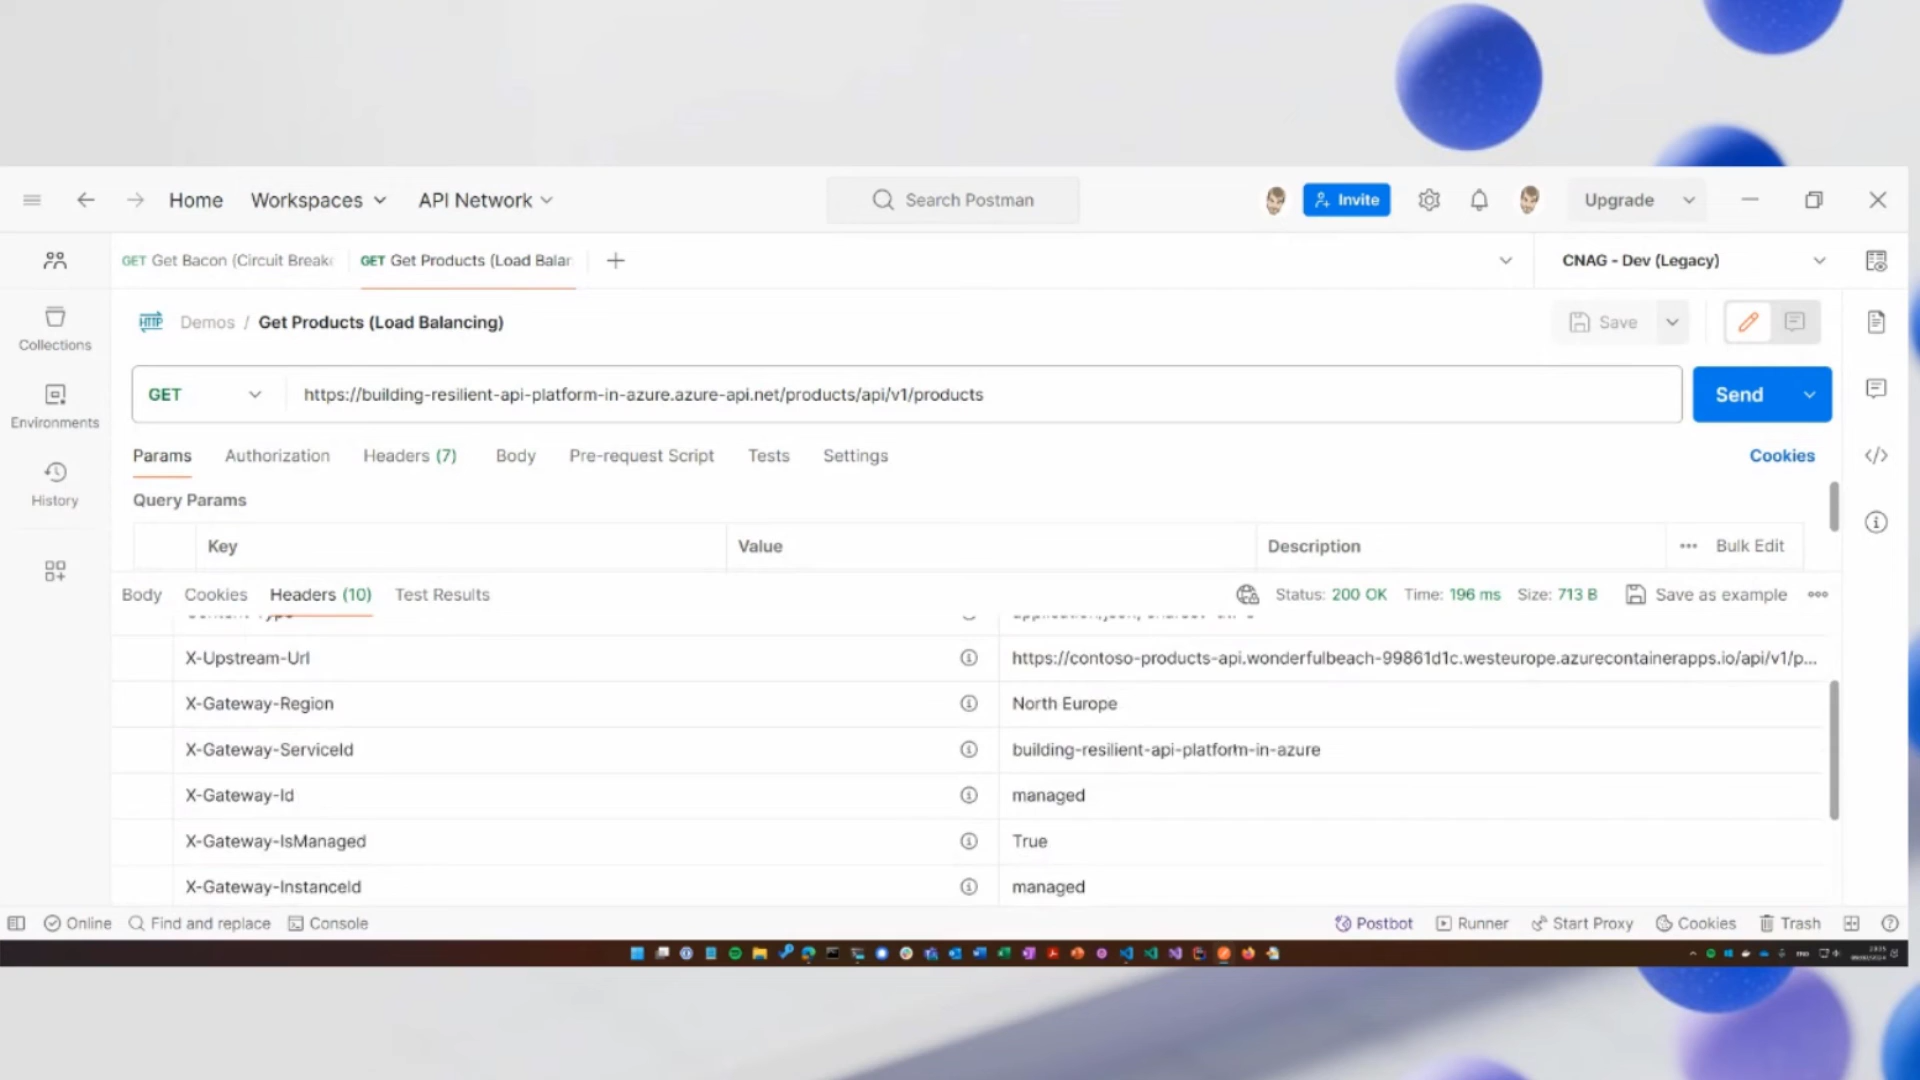 Home Workspaces API Network Search Postman Invite Upgrade
GET Get Bacon (Circuit Break GET Get Products (Load Balar CNAG - Dev (Legacy)
HTTP Demos / Get Products (Load Balancing) Save
GET https://building-resilient-api-platform-in-azure.azure-api.net/products/api/v1/products Send
Collections
Environments
History
Params Authorization Headers (7) Body Pre-request Script Tests Settings Cookies
Query Params
Key Value Description ••• Bulk Edit
Body Cookies Headers (10) Test Results Status: 200 OK Time: 196 ms Size: 713 B Save as example
X-Upstream-Url https://contoso-products-api.wonderfulbeach-99861d1c.westeurope.azurecontainerapps.io/api/v1/p...
X-Gateway-Region North Europe
X-Gateway-ServiceId building-resilient-api-platform-in-azure
X-Gateway-Id managed
X-Gateway-IsManaged True
X-Gateway-InstanceId managed
Online Find and replace Console Postbot Runner Start Proxy Cookies Trash